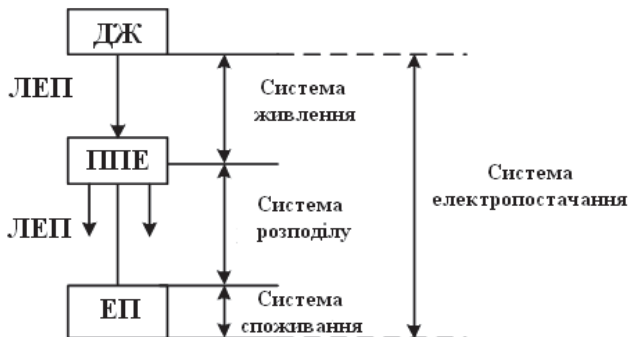 ДЖ
ЛЕП
Система
живлення
ППЕ
Система
електропостачання
ЛЕП
Система
розподілу
ЕП
Система
споживання